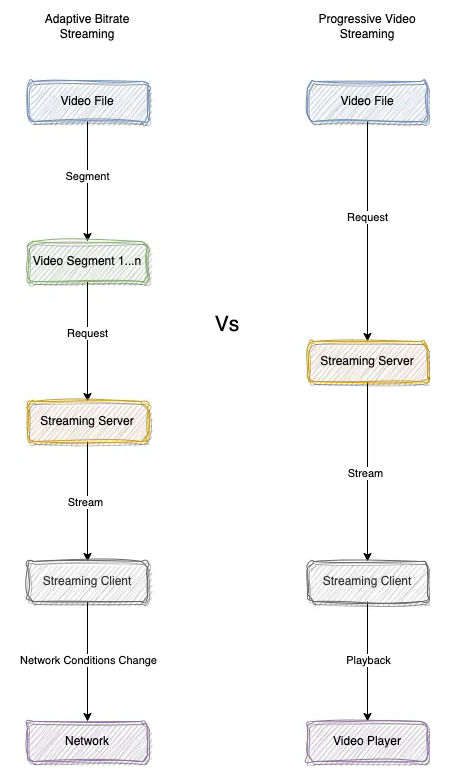 Adaptive Bitrate
Streaming
Video File
Segment
Video Segment 1...n
Request
Streaming Server
Stream
Streaming Client
Network Conditions Change
Network
Vs
Progressive Video
Streaming
Video File
Request
Streaming Server
Stream
Streaming Client
Playback
Video Player